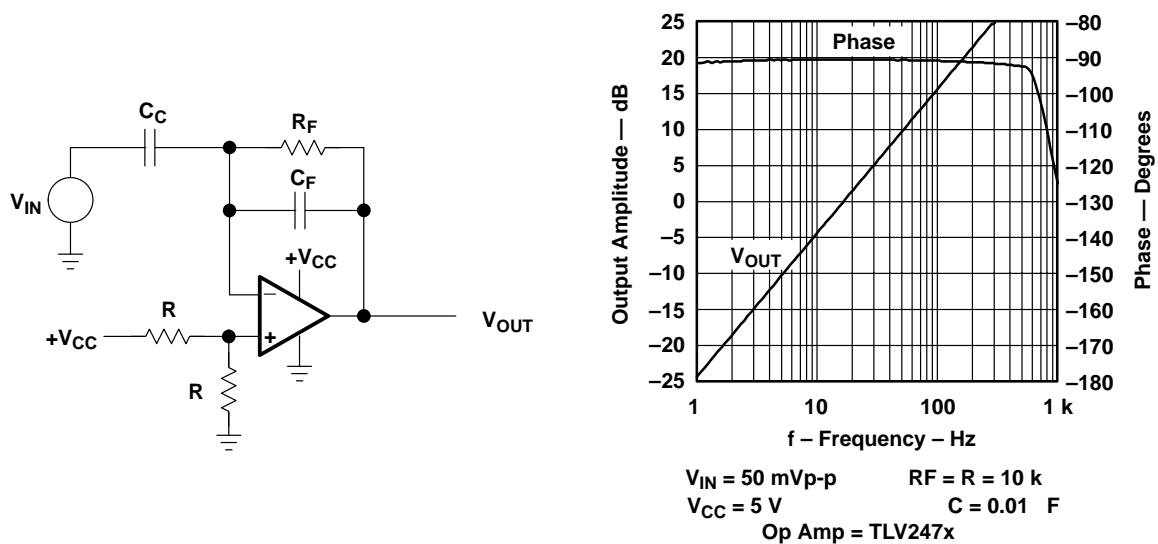 C_C
R_F
C_F
V_IN
+V_CC
R
+V_CC
R
–
+
V_OUT
Output Amplitude — dB
25
20
15
10
5
0
–5
–10
–15
–20
–25
Phase
V_OUT
–80
–90
–100
–110
–120
–130
–140
–150
–160
–170
–180
Phase — Degrees
1 10 100 1 k
f – Frequency – Hz
V_IN = 50 mVp-p RF = R = 10 k
V_CC = 5 V C = 0.01 F
Op Amp = TLV247x